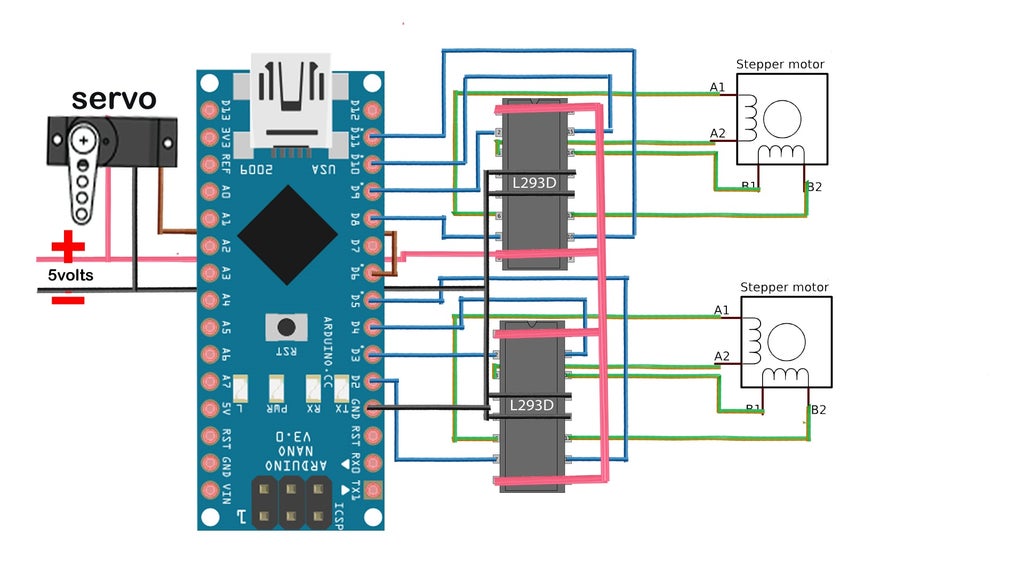 servo
5volts
D13
3V3
REF
A0
A1
A2
A3
A4
A5
A6
A7
5V
RST
GND
VIN
2009
USA
D12
D11
D10
D9
D8
D7
D6
D5
D4
D3
D2
GND
RST
RX0
TX1
RST
ARDUINO.CC
L
PWR
RX
TX
ARDUINO
NANO
V3.0
1
ICSP
L293D
L293D
Stepper motor
A1
A2
B1
B2
Stepper motor
A1
A2
B1
B2